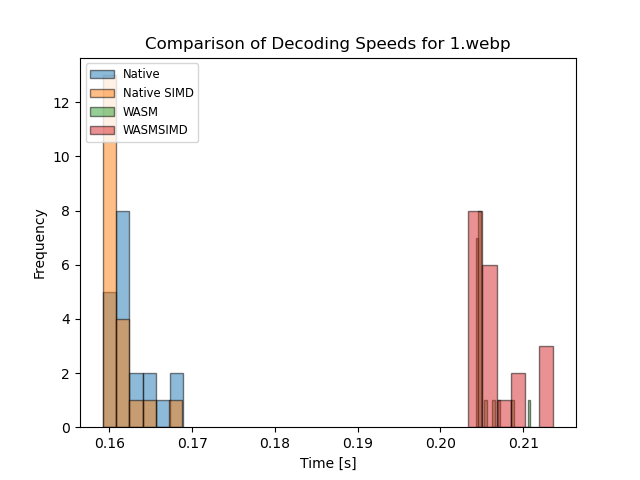 Comparison of Decoding Speeds for 1.webp
Native
Native SIMD
WASM
WASMSIMD
12
10
8
6
4
2
0
Frequency
0.16 0.17 0.18 0.19 0.20 0.21
Time [s]